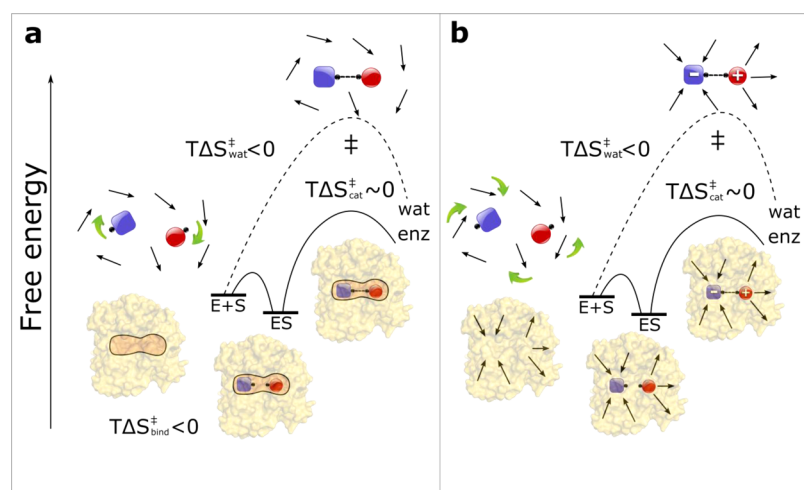 a
Free energy
TΔS‡wat<0
‡
TΔS‡cat~0
wat
enz
E+S
ES
TΔS‡bind<0
b
- +
TΔS‡wat<0
‡
TΔS‡cat~0
wat
enz
E+S
ES
- +
- +